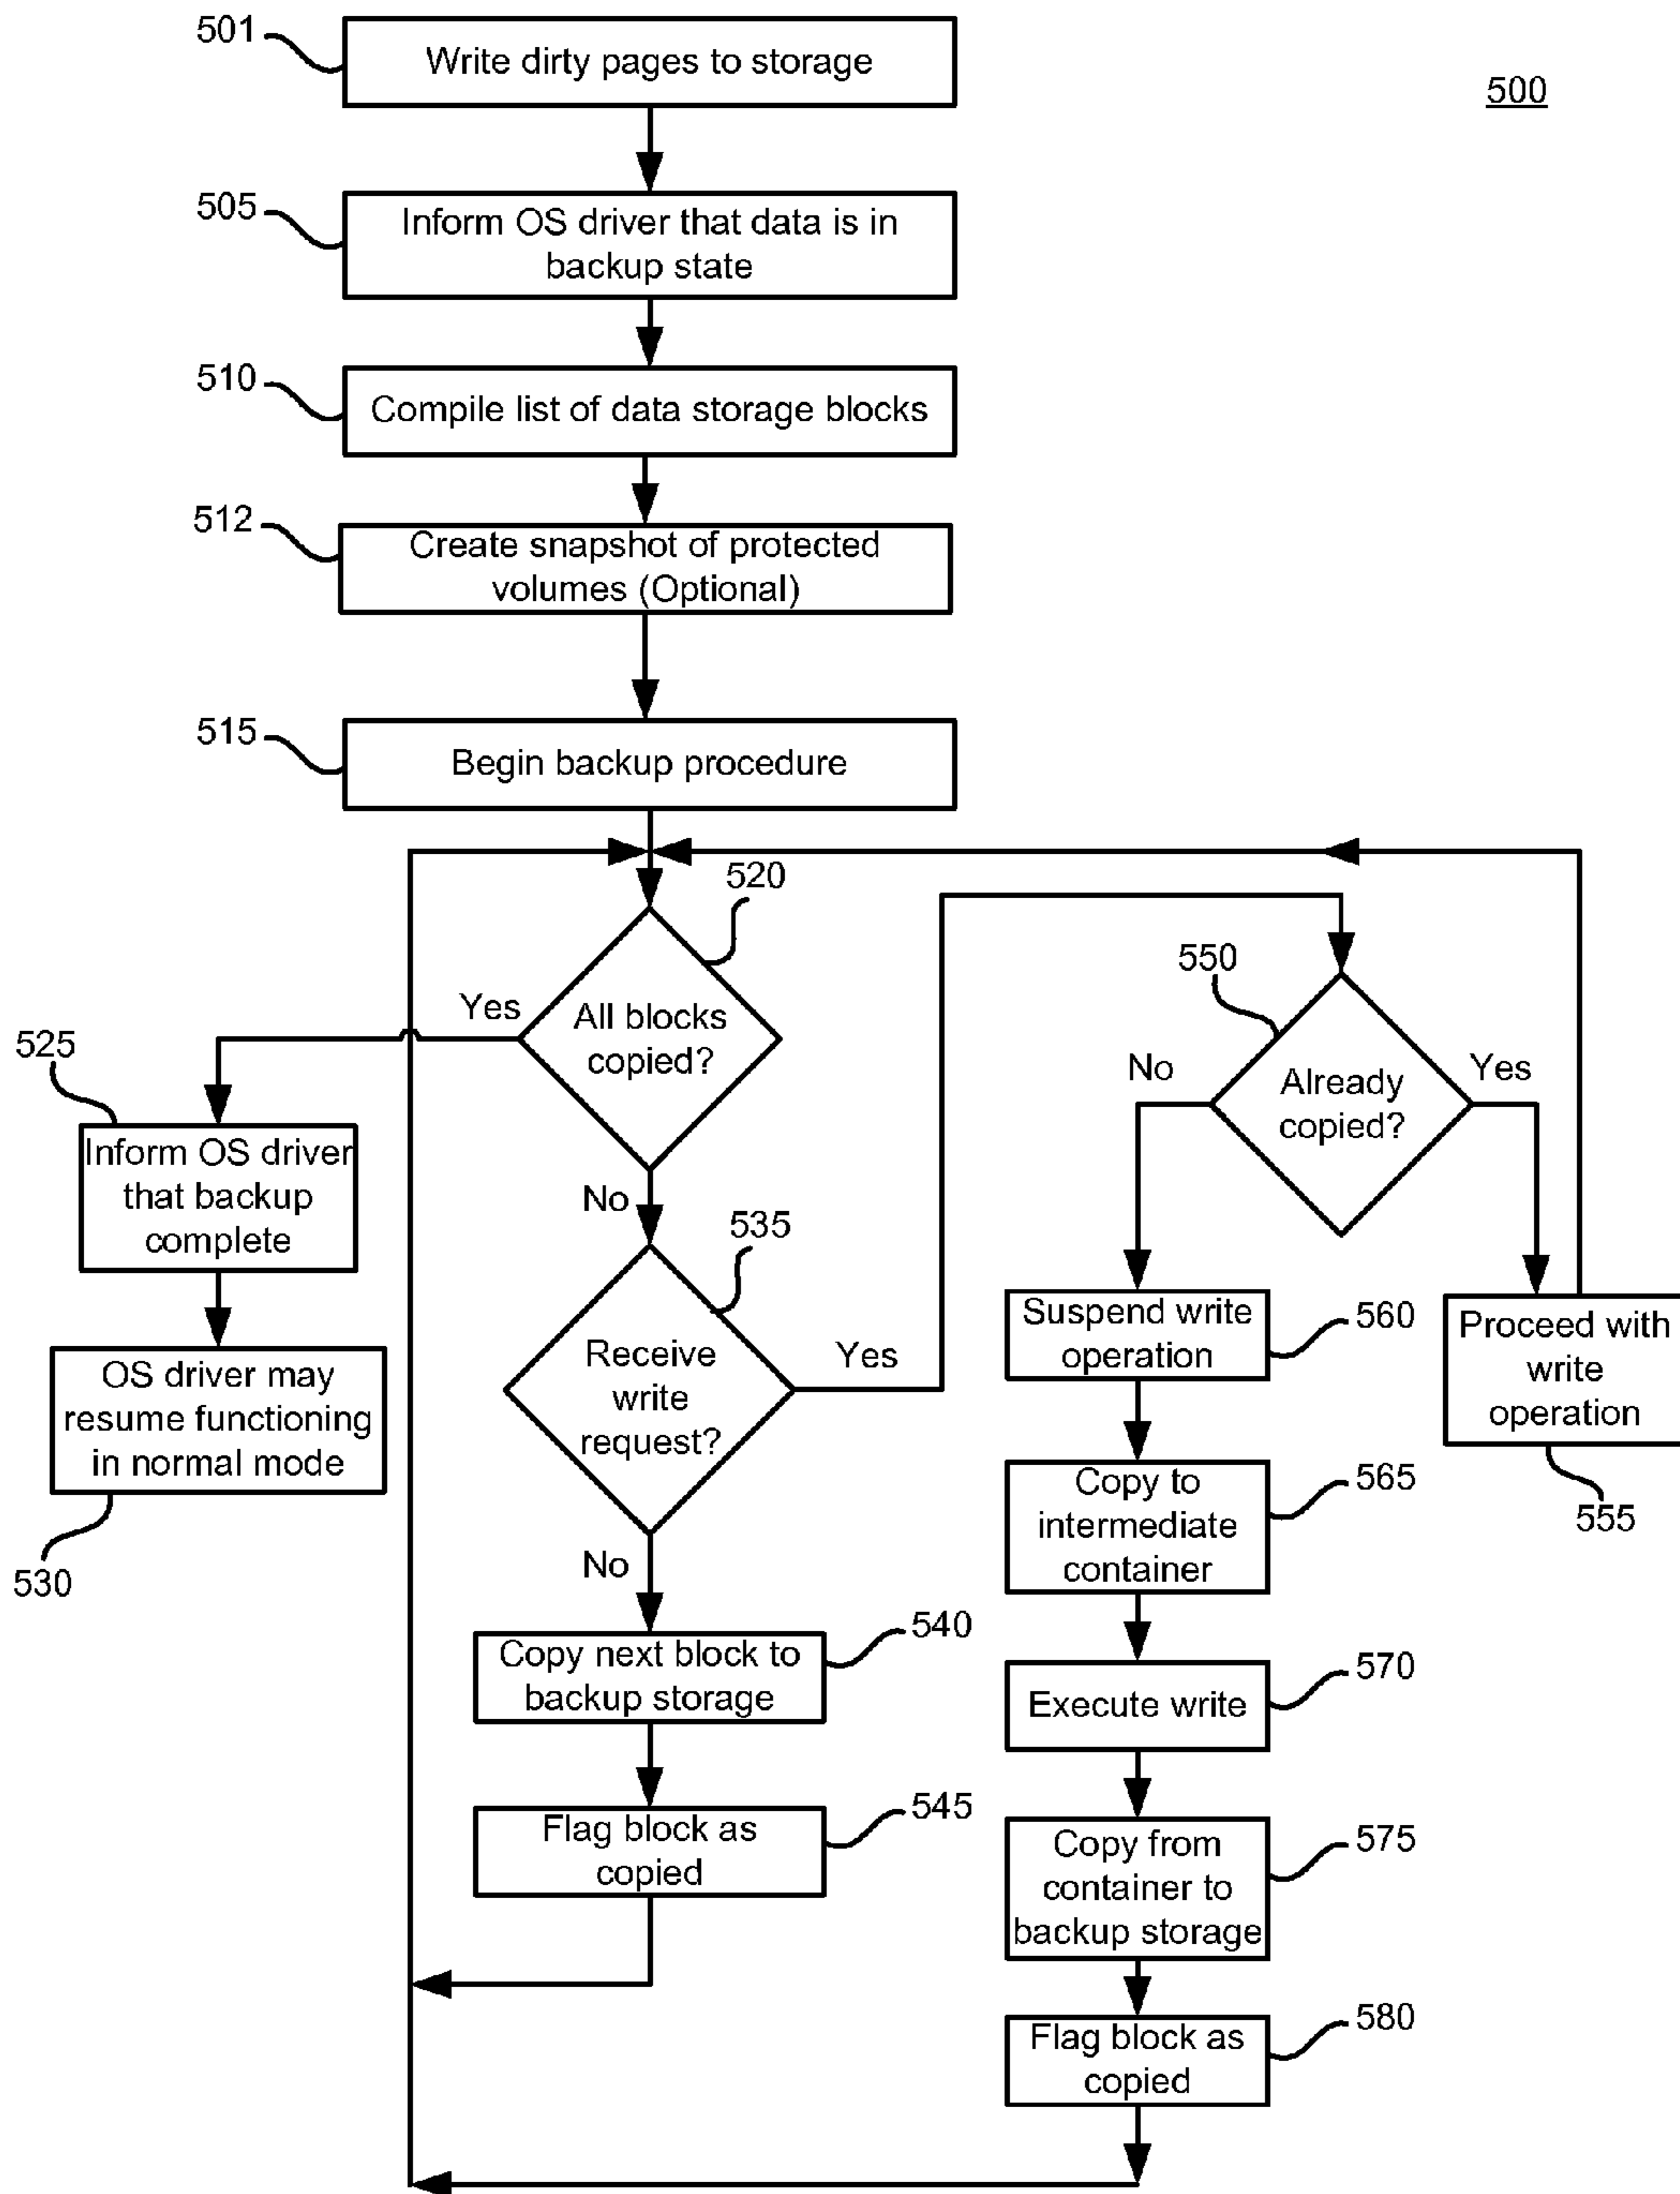 501
Write dirty pages to storage
500
505
Inform OS driver that data is in
backup state
510
Compile list of data storage blocks
512
Create snapshot of protected
volumes (Optional)
515
Begin backup procedure
520
All blocks
copied?
Yes
No
525
Inform OS driver
that backup
complete
OS driver may
resume functioning
in normal mode
530
535
Receive
write
request?
Yes
No
540
Copy next block to
backup storage
545
Flag block as
copied
550
Already
copied?
No
Yes
Suspend write
operation
560
Proceed with
write
operation
555
Copy to
intermediate
container
565
Execute write
570
Copy from
container to
backup storage
575
Flag block as
copied
580